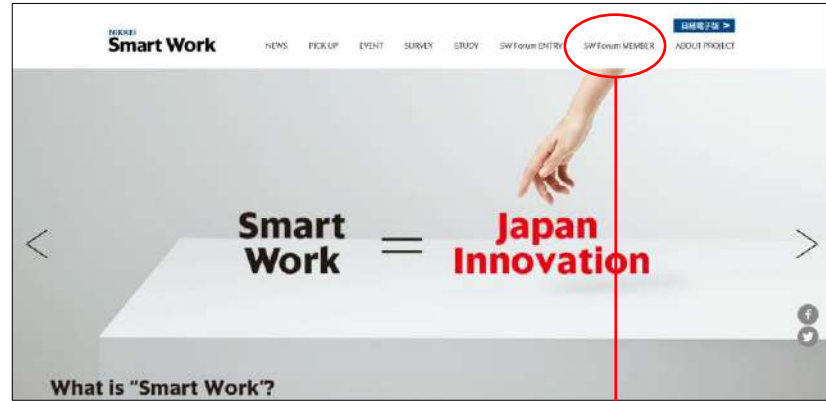 NIKKEI
Smart Work
日経電子版 >
NEWS PICK UP EVENT SURVEY STUDY SW Forum ENTRY SW Forum MEMBER ABOUT PROJECT
Smart Work = Japan Innovation
What is "Smart Work"?